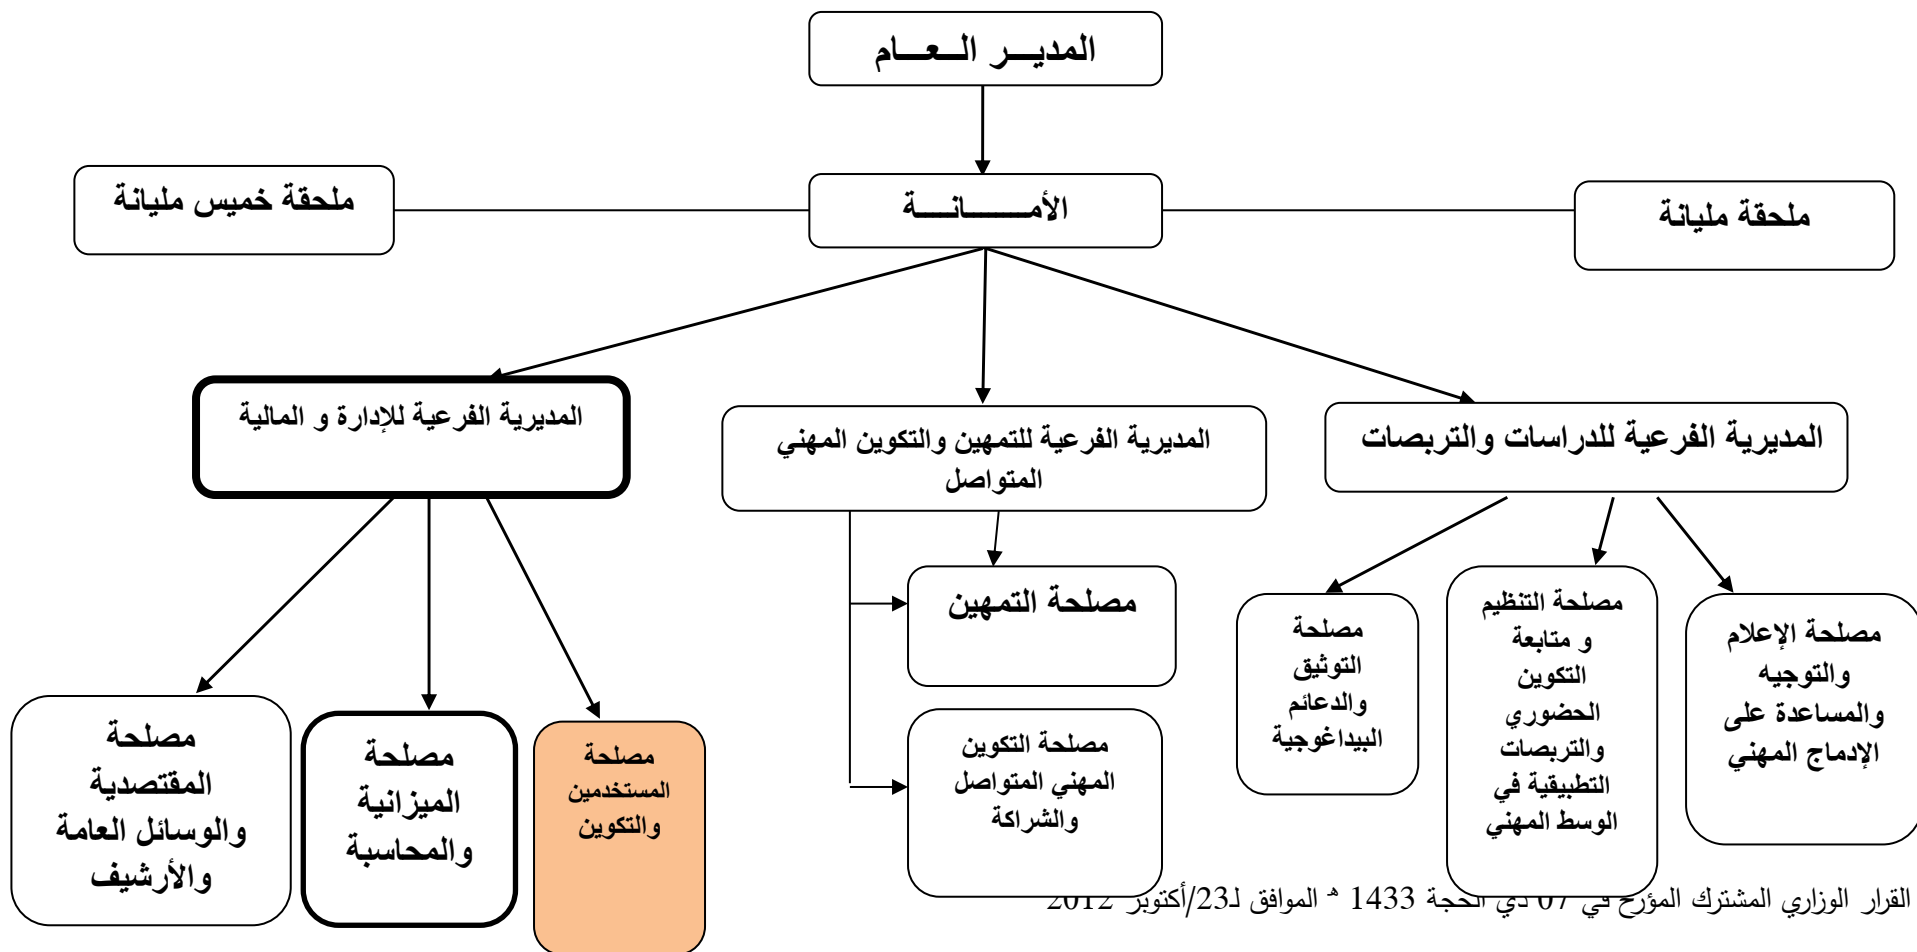 المديـــر الــعــام
ملحقة مليانة
الأمـــــانــــة
ملحقة خميس مليانة
المديرية الفرعية للدراسات والتربصات
المديرية الفرعية للتمهين والتكوين المهني
المتواصل
المديرية الفرعية للإدارة و المالية
مصلحة الإعلام
والتوجيه
والمساعدة على
الإدماج المهني
مصلحة التنظيم
و متابعة
التكوين
الحضوري
والتربصات
التطبيقية في
الوسط المهني
مصلحة
التوثيق
والدعائم
البيداغوجية
مصلحة التمهين
مصلحة التكوين
المهني المتواصل
والشراكة
مصلحة
المستخدمين
والتكوين
مصلحة
الميزانية
والمحاسبة
مصلحة
المقتصدية
والوسائل العامة
والأرشيف
القرار الوزاري المشترك المؤرخ في 07 ذي الحجة 1433 ه الموافق لـ23/أكتوبر 2012